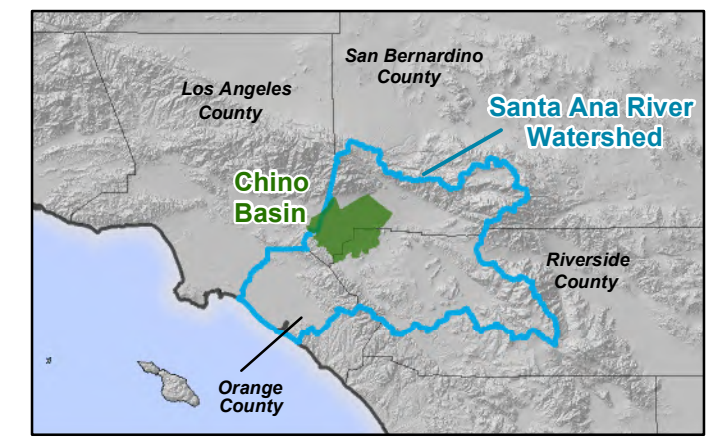 San Bernardino
County
Los Angeles
County
Santa Ana River
Watershed
Chino
Basin
Riverside
County
Orange
County